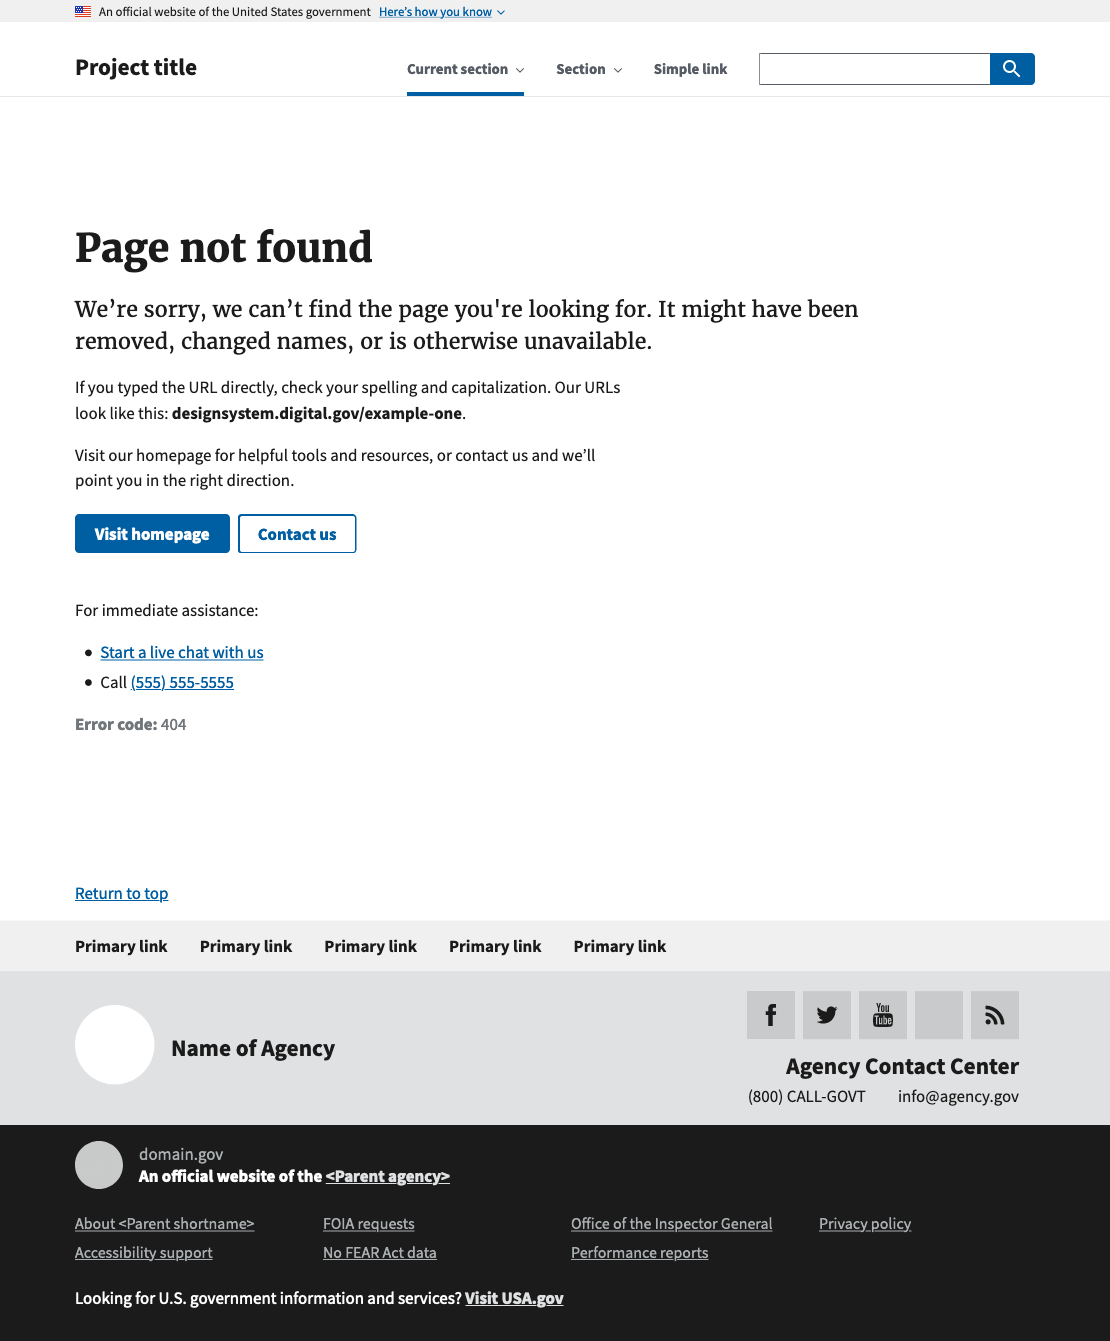 An official website of the United States government Here’s how you know
Project title
Current section Section Simple link
Page not found
We’re sorry, we can’t find the page you're looking for. It might have been
removed, changed names, or is otherwise unavailable.
If you typed the URL directly, check your spelling and capitalization. Our URLs
look like this: designsystem.digital.gov/example-one.
Visit our homepage for helpful tools and resources, or contact us and we’ll
point you in the right direction.
Visit homepage Contact us
For immediate assistance:
Start a live chat with us
Call (555) 555-5555
Error code: 404
Return to top
Primary link Primary link Primary link Primary link Primary link
You
Tube
Name of Agency
Agency Contact Center
(800) CALL-GOVT info@agency.gov
domain.gov
An official website of the <Parent agency>
About <Parent shortname> FOIA requests Office of the Inspector General Privacy policy
Accessibility support No FEAR Act data Performance reports
Looking for U.S. government information and services? Visit USA.gov